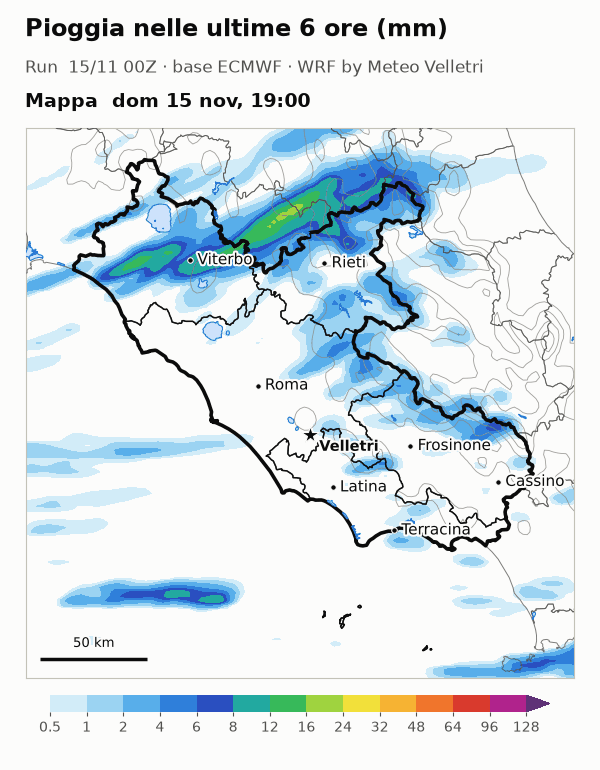 Pioggia nelle ultime 6 ore (mm)
Run  15/11 00Z · base ECMWF · WRF by Meteo Velletri
Mappa  dom 15 nov, 19:00
Viterbo
Rieti
Roma
Velletri
Frosinone
Cassino
Latina
Terracina
50 km
0.5 1 2 4 6 8 12 16 24 32 48 64 96 128